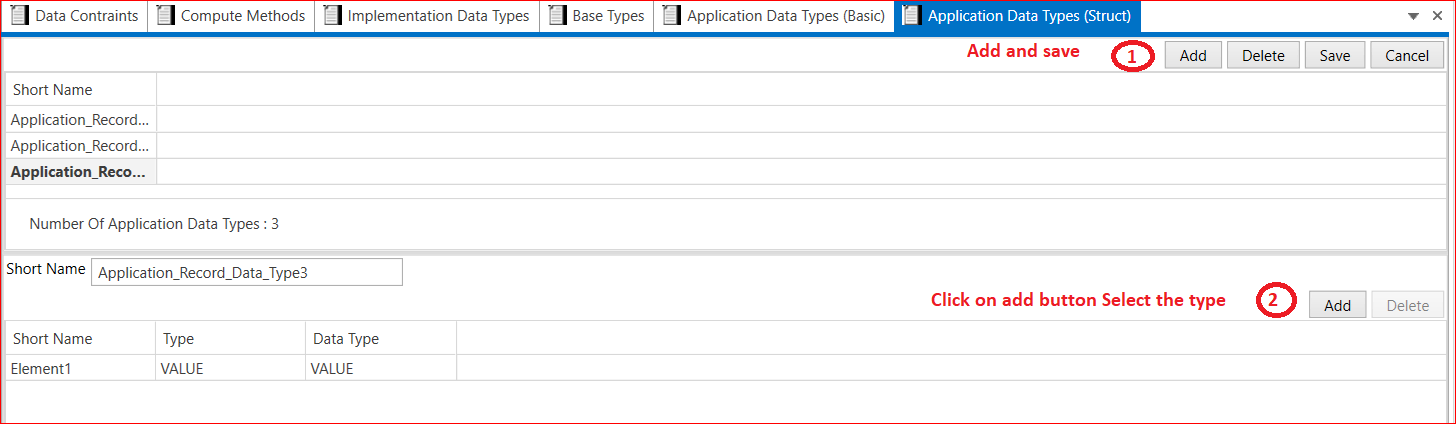 Data Contraints Compute Methods Implementation Data Types Base Types Application Data Types (Basic) Application Data Types (Struct)
Add and save 1 Add Delete Save Cancel
Short Name
Application_Record...
Application_Record...
Application_Reco...
Number Of Application Data Types : 3
Short Name Application_Record_Data_Type3
Click on add button Select the type 2 Add Delete
Short Name Type Data Type
Element1 VALUE VALUE